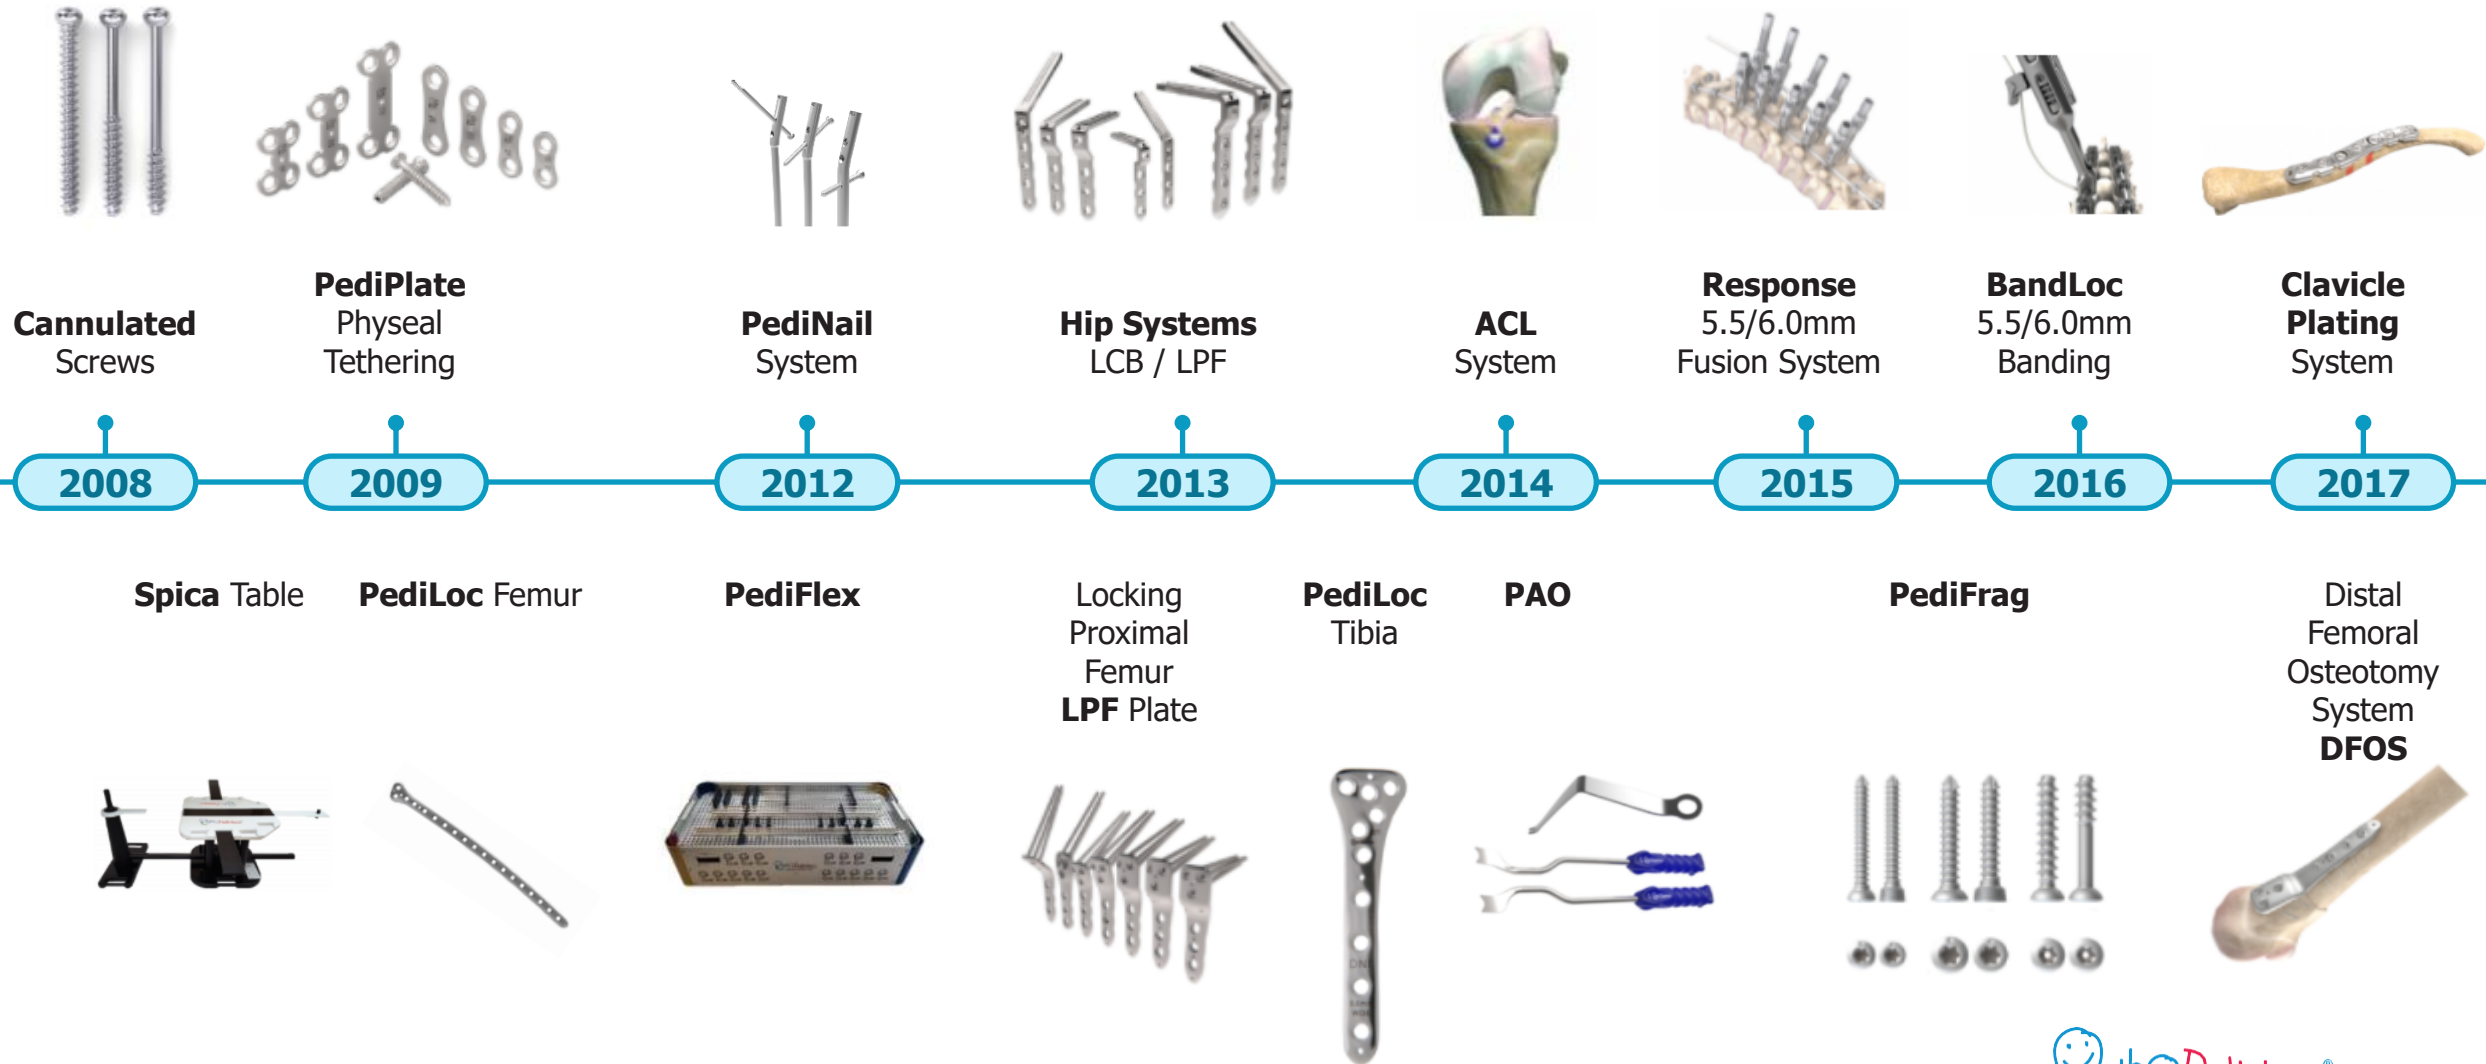 PediPlate
Cannulated
Screws
Physeal
Tethering
PediNail
System
Hip Systems
LCB / LPF
ACL
System
Response
5.5/6.0mm
Fusion System
BandLoc
5.5/6.0mm
Banding
Clavicle
Plating
System
2008
2009
2012
2013
2014
2015
2016
2017
Spica Table
PediLoc Femur
PediFlex
Locking
Proximal
Femur
LPF Plate
PediLoc
Tibia
PAO
PediFrag
Distal
Femoral
Osteotomy
System
DFOS